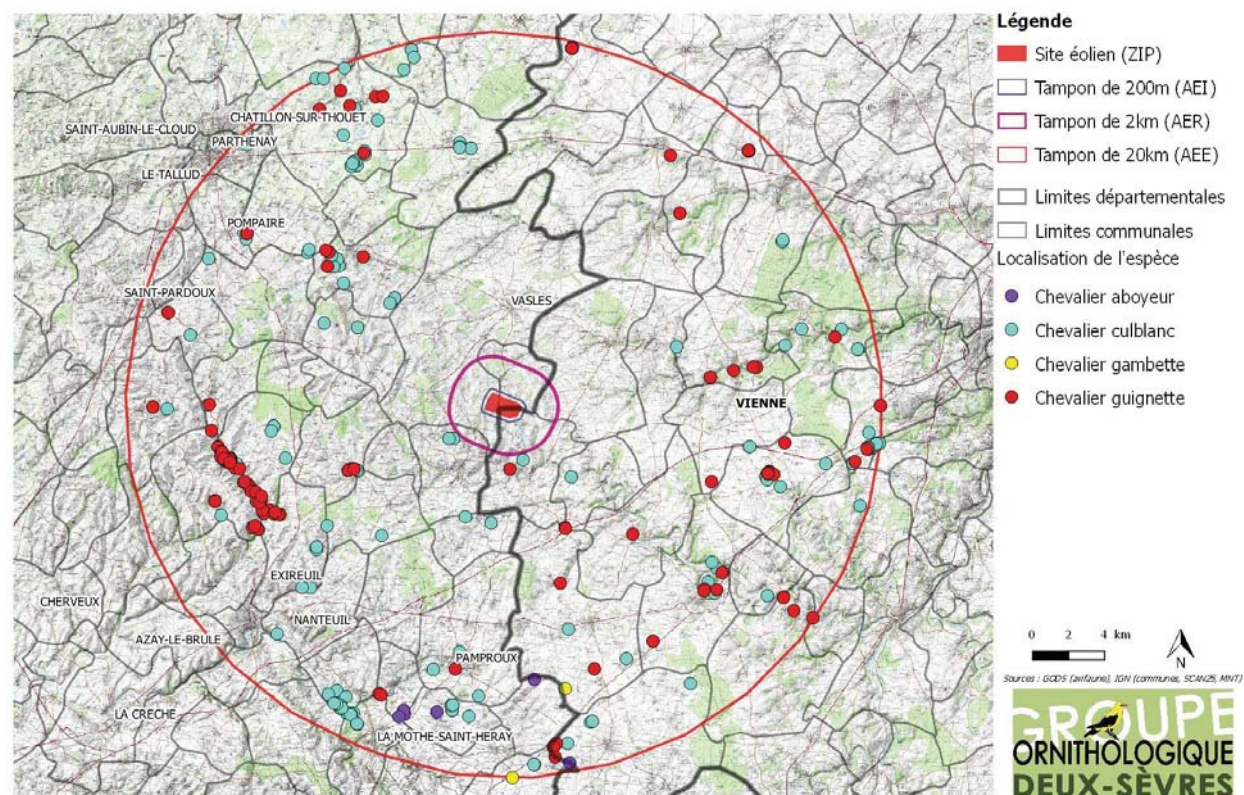 CHATILLON-SUR-THOUET
SAINT-AUBIN-LE-CLOUD
PARTHENAY
LE TALLUD
POMPAIRE
SAINT-PARDOUX
VASLES
VIENNE
EXIREUIL
CHERVEUX
NANTEUIL
AZAY-LE-BRULE
PAMPROUX
LA CRECHE
LA MOTHE-SAINT-HERAY
Légende
Site éolien (ZIP)
Tampon de 200m (AEI)
Tampon de 2km (AER)
Tampon de 20km (AEE)
Limites départementales
Limites communales
Localisation de l'espèce
Chevalier aboyeur
Chevalier culblanc
Chevalier gambette
Chevalier guignette
0 2 4 km
N
Sources : GODS (avifaune), IGN (communes, SCAN25, MNT)
GROUPE
ORNITHOLOGIQUE
DEUX-SÈVRES